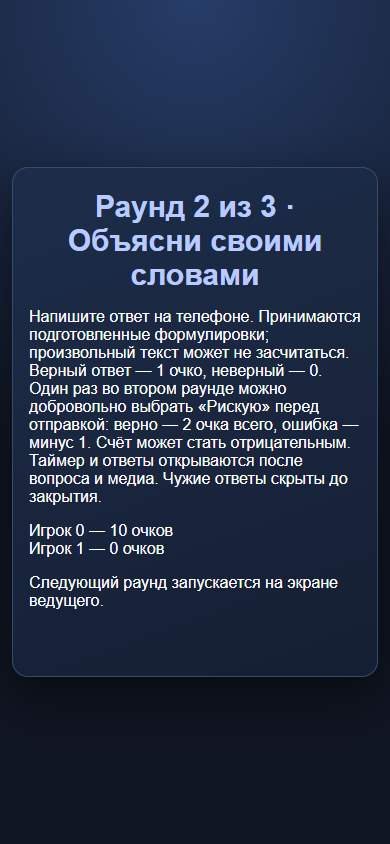 Раунд 2 из 3 ·
Объясни своими
словами
Напишите ответ на телефоне. Принимаются
подготовленные формулировки;
произвольный текст может не засчитаться.
Верный ответ — 1 очко, неверный — 0.
Один раз во втором раунде можно
добровольно выбрать «Рискую» перед
отправкой: верно — 2 очка всего, ошибка —
минус 1. Счёт может стать отрицательным.
Таймер и ответы открываются после
вопроса и медиа. Чужие ответы скрыты до
закрытия.
Игрок 0 — 10 очков
Игрок 1 — 0 очков
Следующий раунд запускается на экране
ведущего.